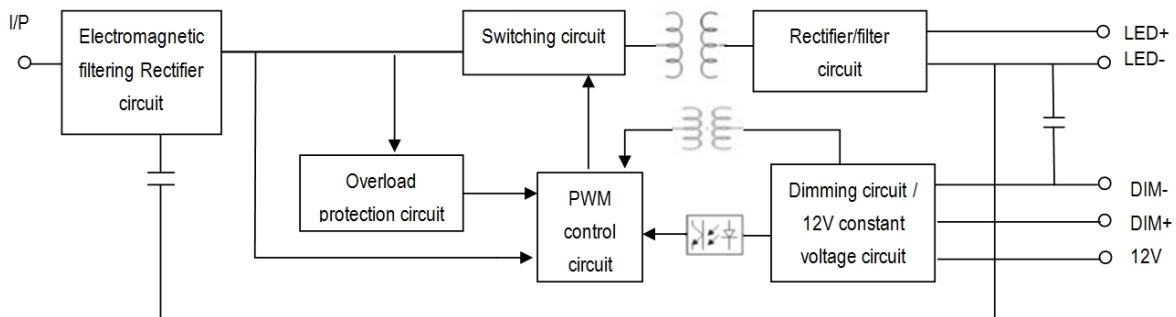 I/P
Electromagnetic
filtering Rectifier
circuit
Switching circuit
Rectifier/filter
circuit
LED+
LED-
Overload
protection circuit
PWM
control
circuit
Dimming circuit /
12V constant
voltage circuit
DIM-
DIM+
12V